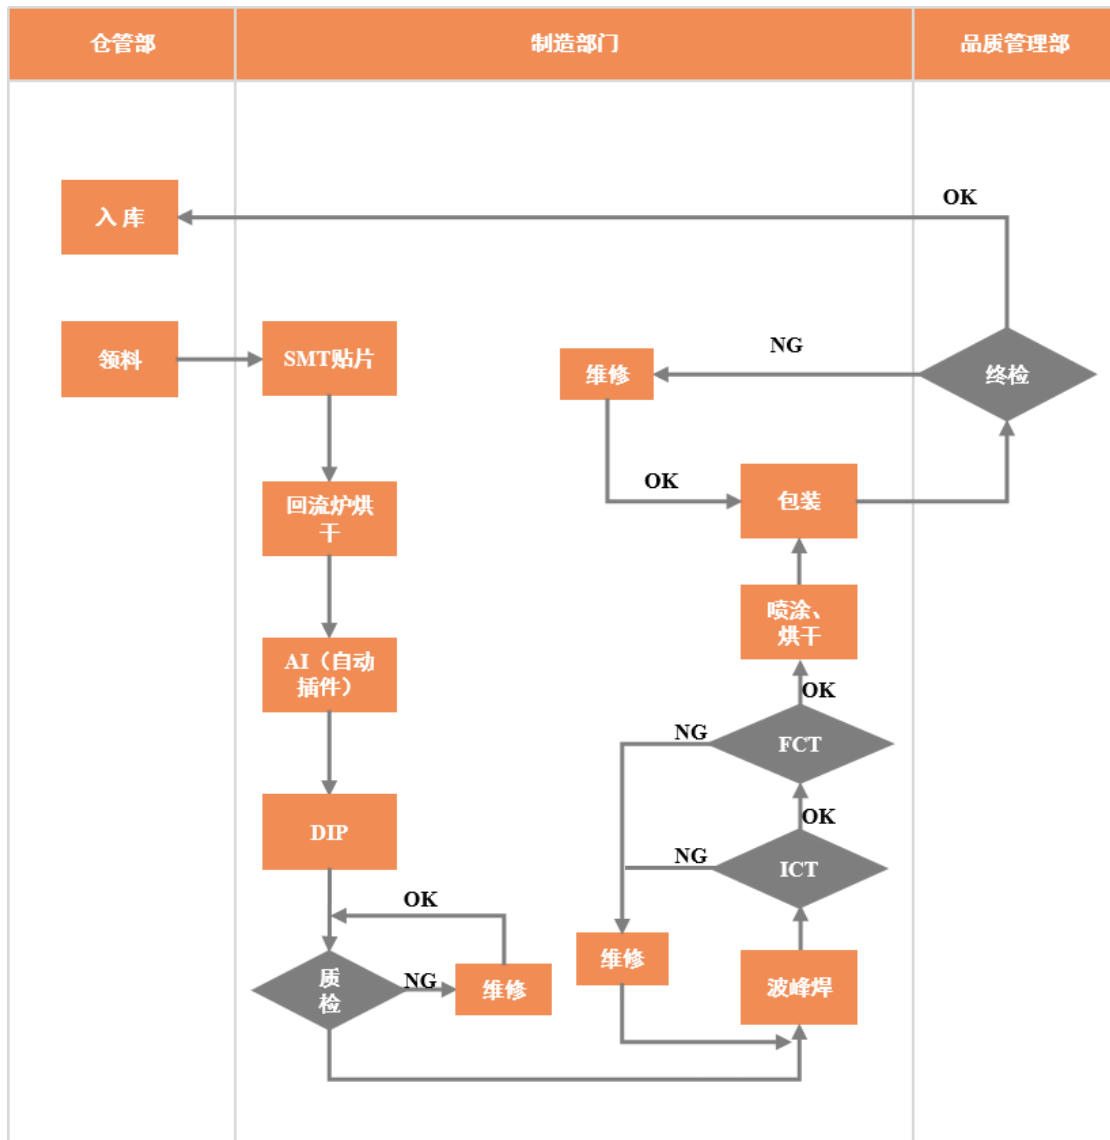 仓管部
制造部门
品质管理部
OK
入 库
领料
SMT贴片
NG
维修
终检
OK
包装
回流炉烘
干
喷涂、
烘干
AI（自动
插件）
OK
NG
FCT
OK
DIP
NG
ICT
OK
质
检
NG
维修
维修
波峰焊